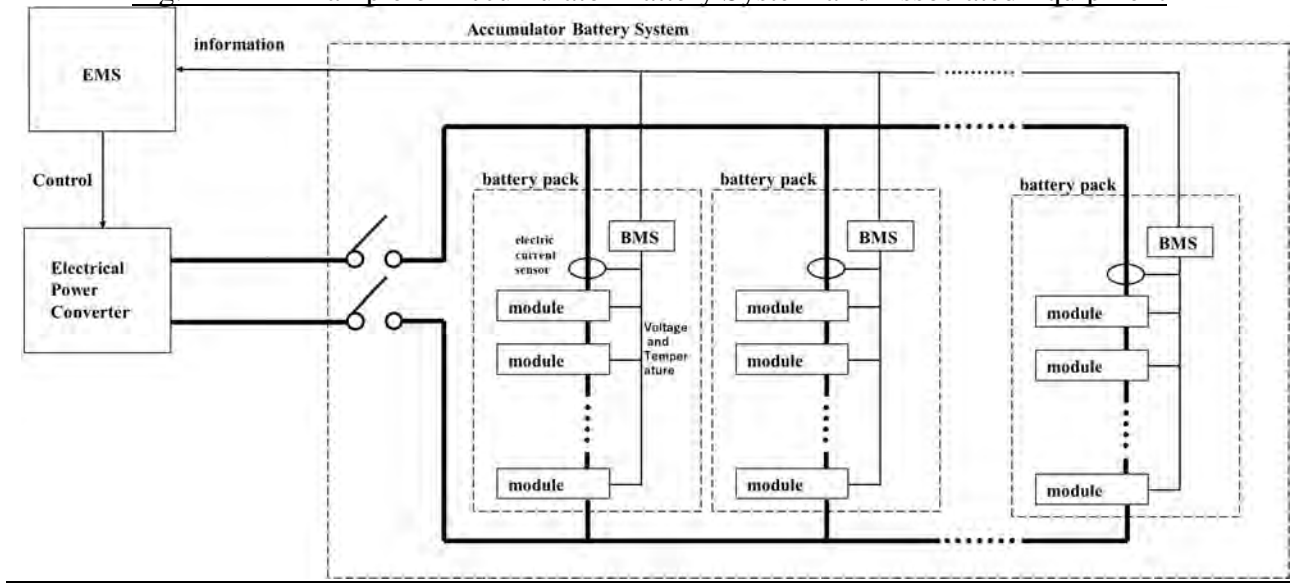 Accumulator Battery System
information
EMS
Control
Electrical
Power
Converter
battery pack
BMS
electric
current
sensor
module
module
Voltage
and
Temper
ature
module
battery pack
BMS
module
module
module
battery pack
BMS
module
module
module